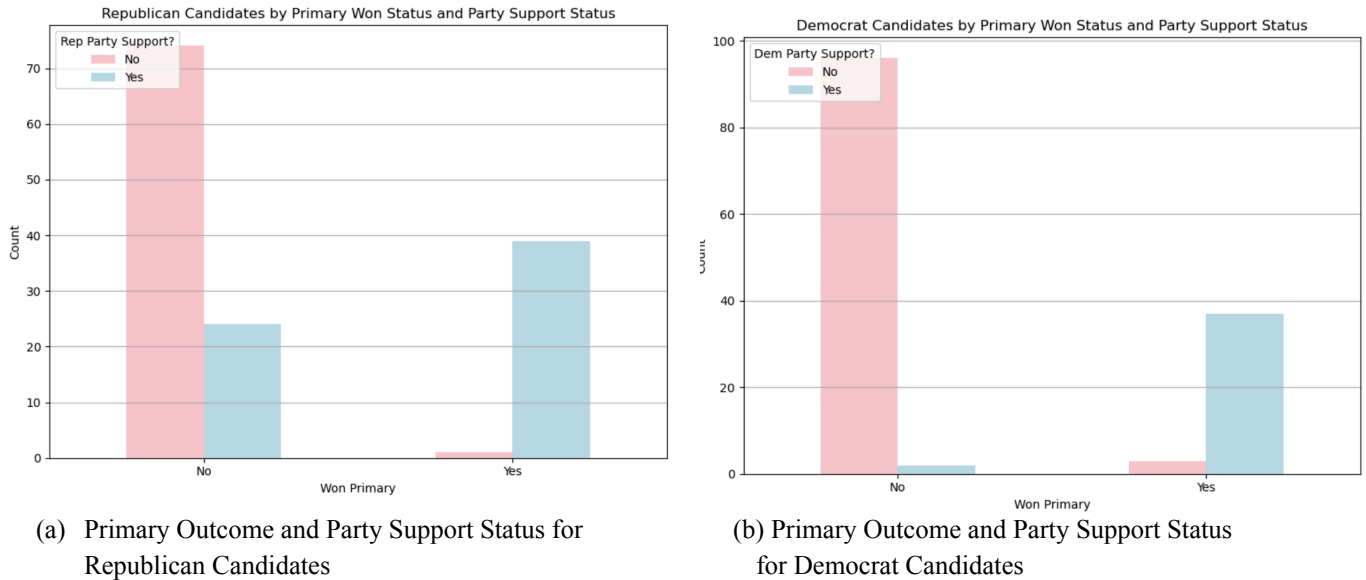 Republican Candidates by Primary Won Status and Party Support Status
Rep Party Support?
No
Yes
70
60
50
40
30
20
10
0
Count
No
Yes
Won Primary
(a) Primary Outcome and Party Support Status for
Republican Candidates
Democrat Candidates by Primary Won Status and Party Support Status
Dem Party Support?
No
Yes
100
80
60
40
20
0
Count
No
Yes
Won Primary
(b) Primary Outcome and Party Support Status
for Democrat Candidates